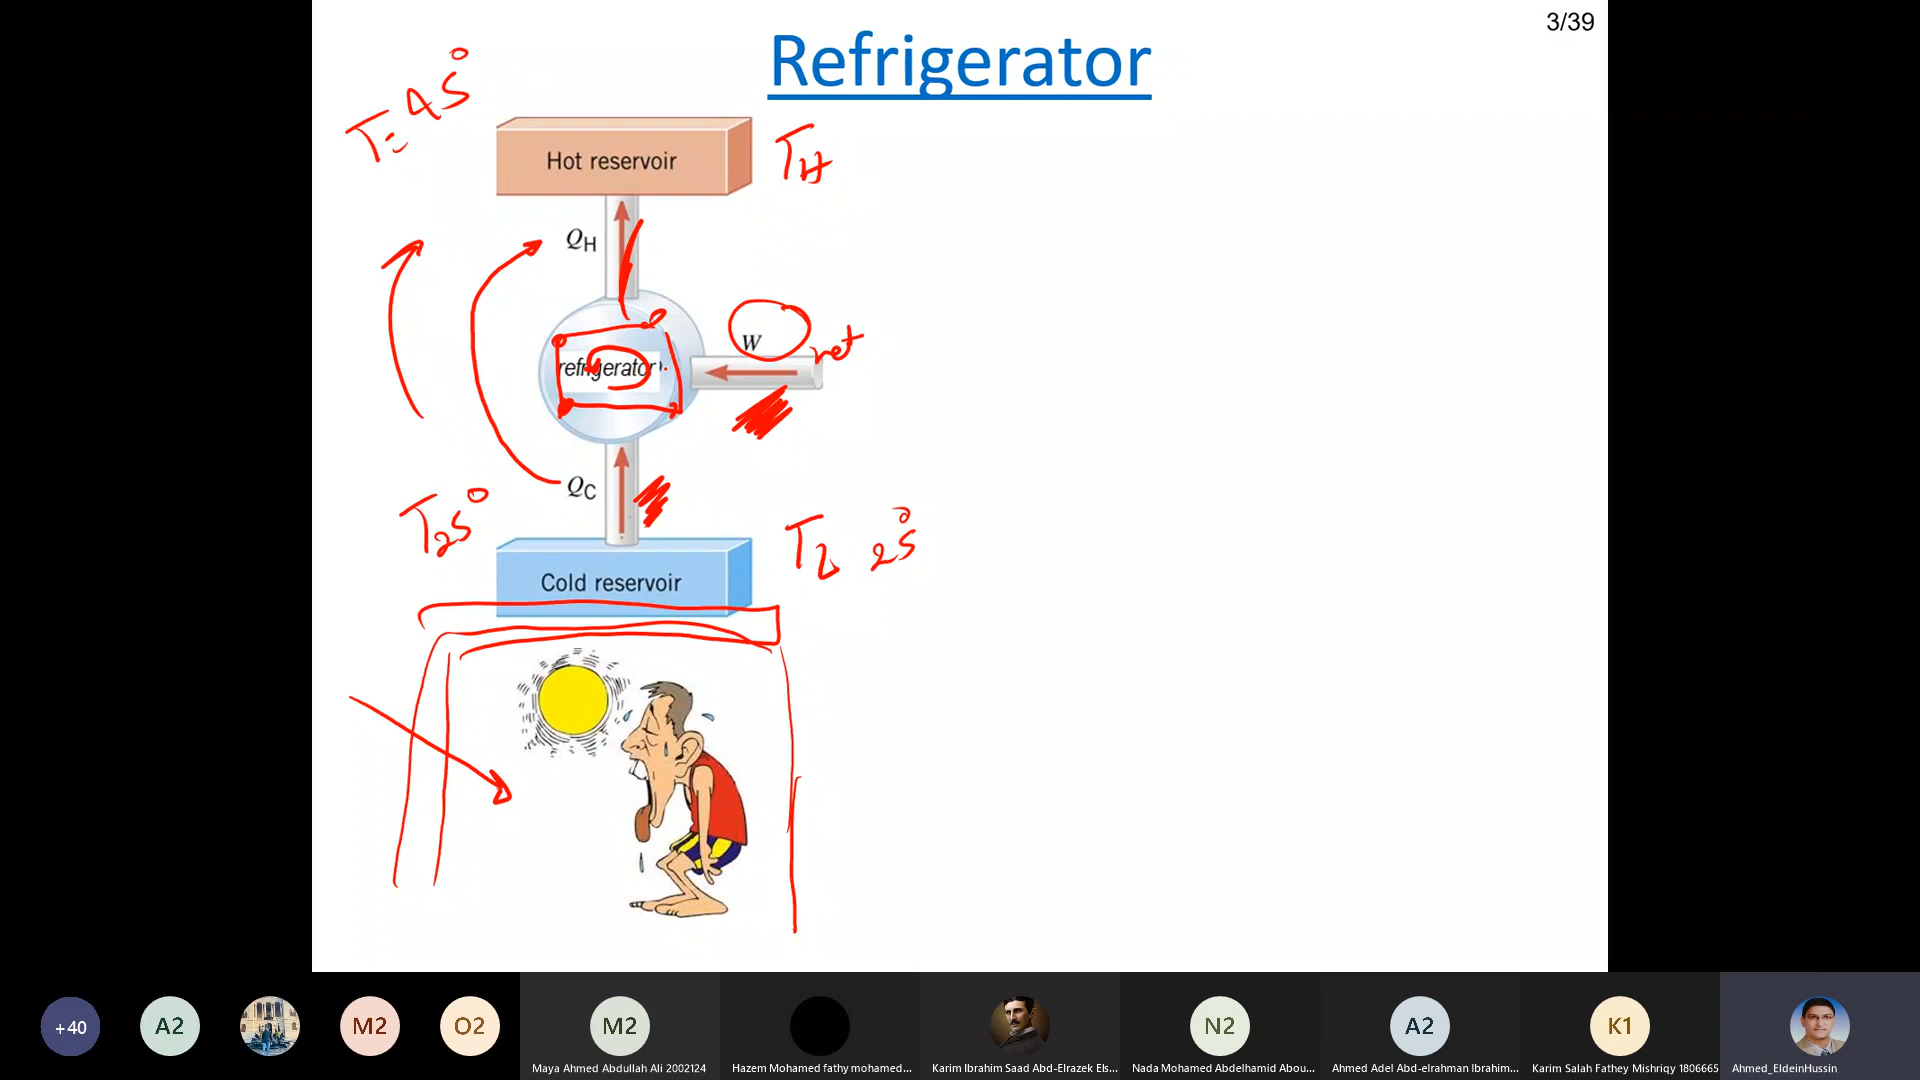 3/39
Refrigerator
T= 45°
Hot reservoir
TH
QH
W
net
refrigerator
QC
T 25°
TL 25°
Cold reservoir
+40
A2
M2
O2
M2
N2
A2
K1
Maya Ahmed Abdullah Ali 2002124
Hazem Mohamed fathy mohamed...
Karim Ibrahim Saad Abd-Elrazek Els...
Nada Mohamed Abdelhamid Abou...
Ahmed Adel Abd-elrahman Ibrahim...
Karim Salah Fathey Mishriqy 1806665
Ahmed_EldeinHussin